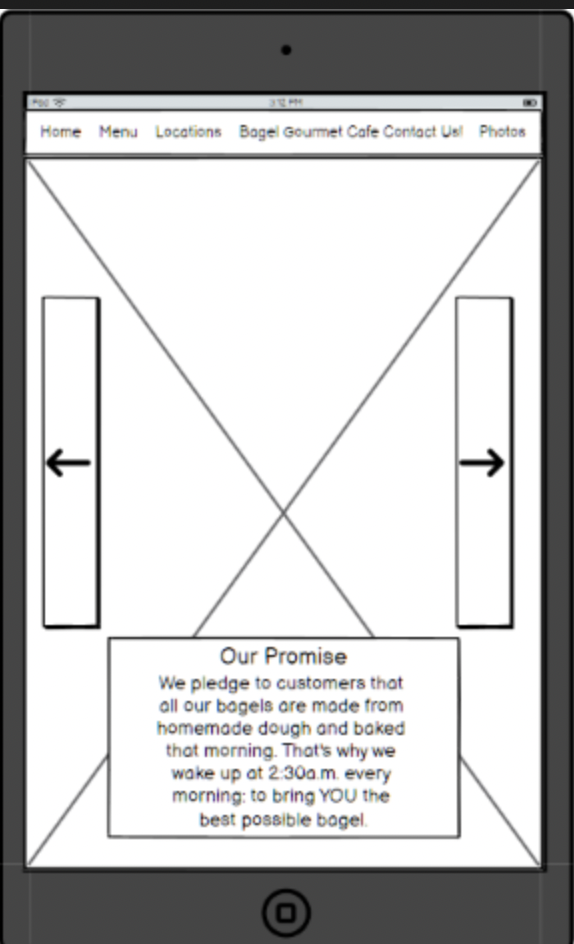 iPad 3:12 PM
Home Menu Locations Bagel Gourmet Cafe Contact Us! Photos
Our Promise
We pledge to customers that
all our bagels are made from
homemade dough and baked
that morning. That's why we
wake up at 2:30a.m. every
morning: to bring YOU the
best possible bagel.